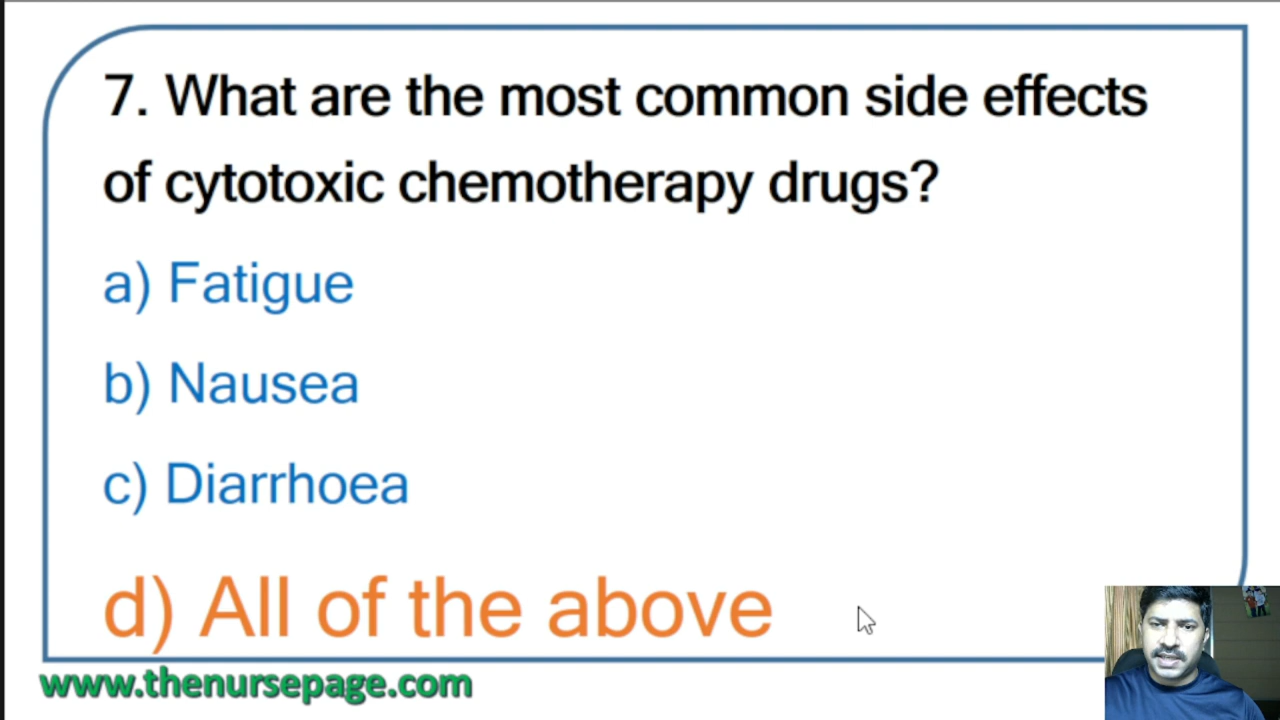 7. What are the most common side effects
of cytotoxic chemotherapy drugs?
a) Fatigue
b) Nausea
c) Diarrhoea
d) All of the above
www.thenursepage.com